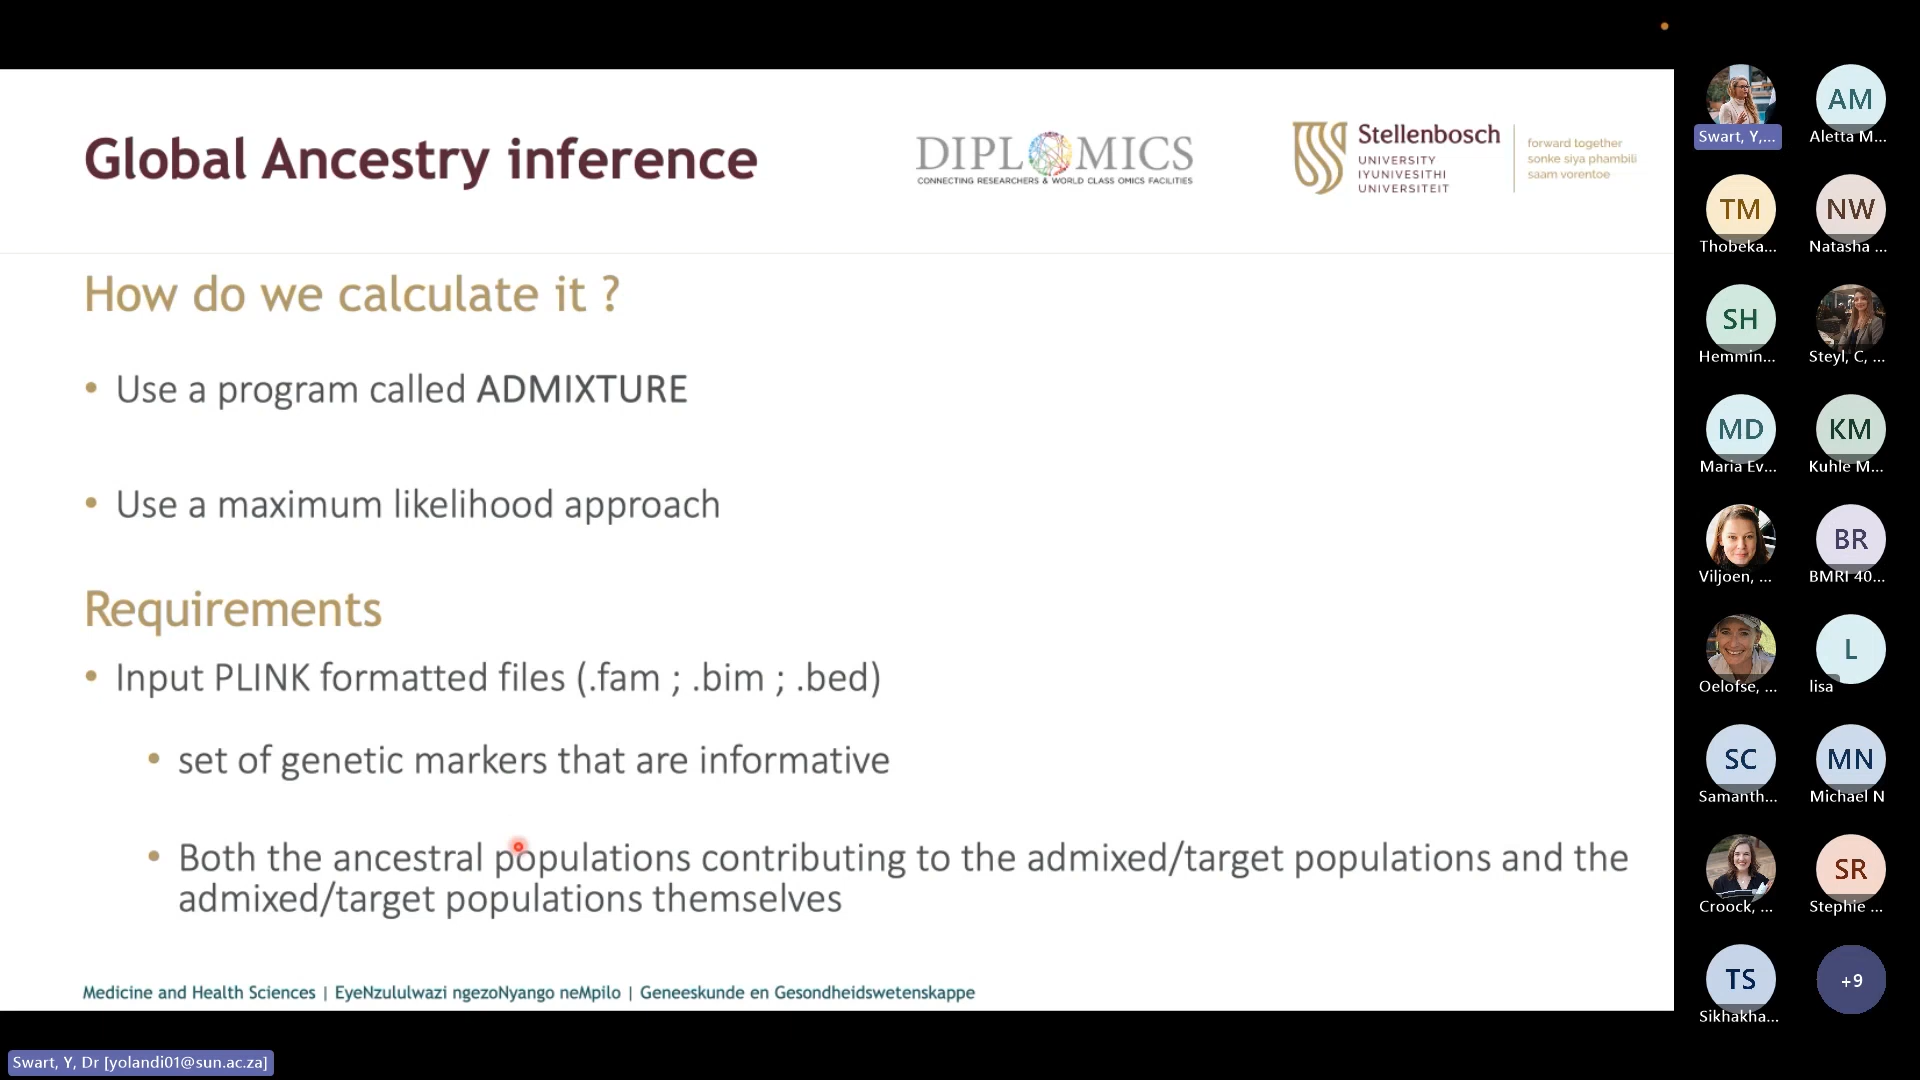 Global Ancestry inference
DIPLOMICS
CONNECTING RESEARCHERS & WORLD CLASS OMICS FACILITIES
Stellenbosch
UNIVERSITY
IYUNIVESITHI
UNIVERSITEIT
forward together
sonke siya phambili
saam vorentoe
How do we calculate it ?
• Use a program called ADMIXTURE
• Use a maximum likelihood approach
Requirements
• Input PLINK formatted files (.fam ; .bim ; .bed)
• set of genetic markers that are informative
• Both the ancestral populations contributing to the admixed/target populations and the
admixed/target populations themselves
Medicine and Health Sciences | EyeNzululwazi ngezoNyango neMpilo | Geneeskunde en Gesondheidswetenskappe
Swart, Y, Dr [yolandi01@sun.ac.za]
Swart, Y,...
AM
Aletta M...
TM
Thobeka...
NW
Natasha ...
SH
Hemmin...
Steyl, C, ...
MD
Maria Ev...
KM
Kuhle M...
Viljoen, ...
BR
BMRI 40...
Oelofse, ...
L
lisa
SC
Samanth...
MN
Michael N
Croock, ...
SR
Stephie ...
TS
Sikhakha...
+9